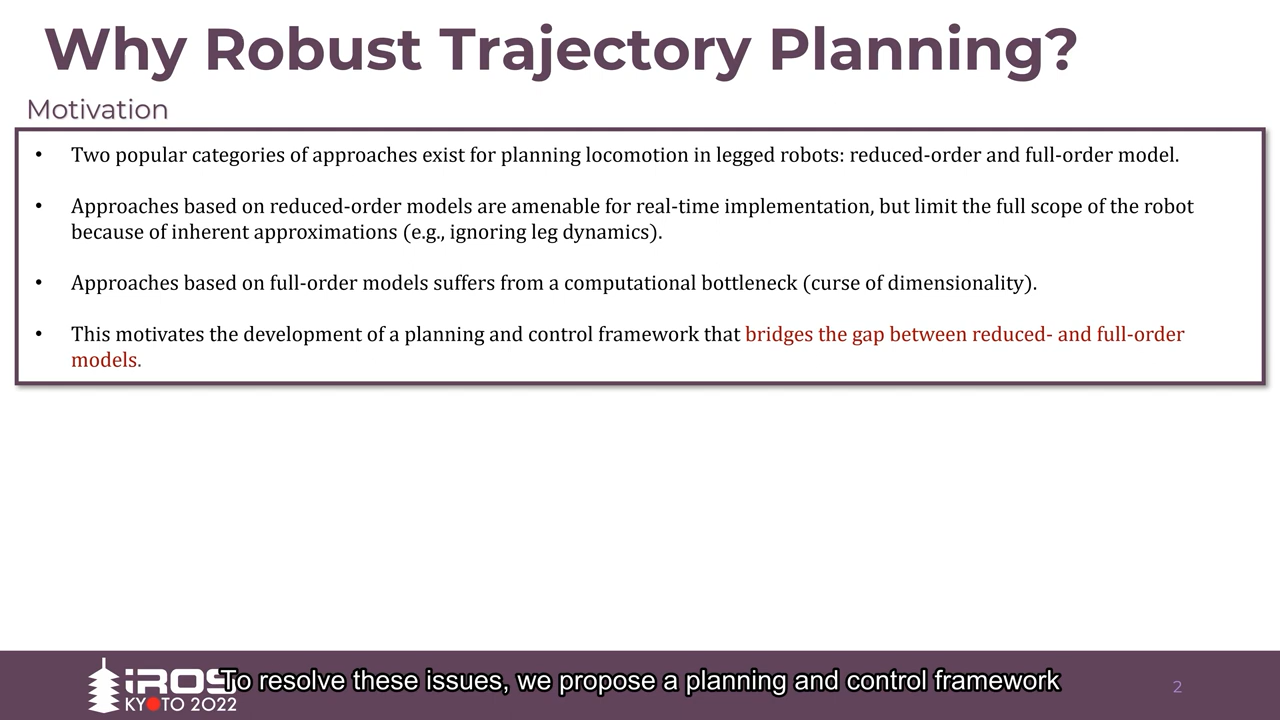 Why Robust Trajectory Planning?
Motivation
• Two popular categories of approaches exist for planning locomotion in legged robots: reduced-order and full-order model.
• Approaches based on reduced-order models are amenable for real-time implementation, but limit the full scope of the robot
because of inherent approximations (e.g., ignoring leg dynamics).
• Approaches based on full-order models suffers from a computational bottleneck (curse of dimensionality).
• This motivates the development of a planning and control framework that bridges the gap between reduced- and full-order
models.
iROS
KYOTO 2022
To resolve these issues, we propose a planning and control framework
2